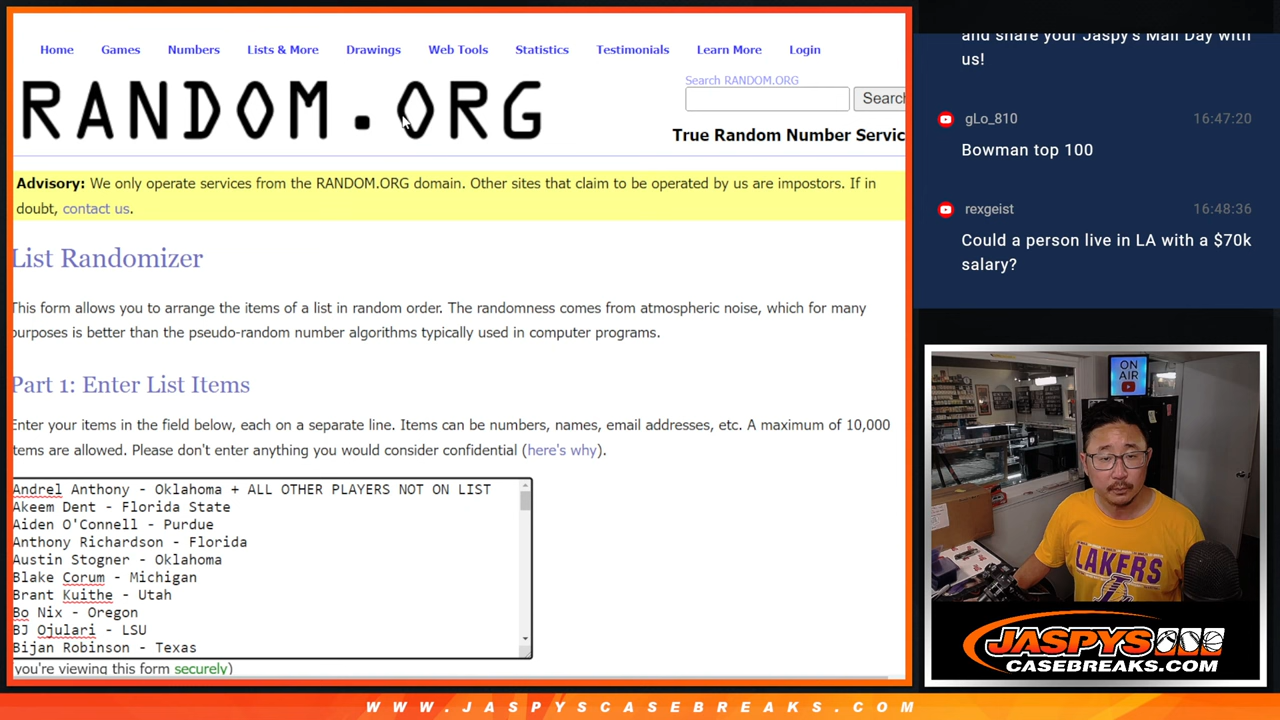 Home Games Numbers Lists & More Drawings Web Tools Statistics Testimonials Learn More Login
RANDOM.ORG
Search RANDOM.ORG
Search
True Random Number Servic
Advisory: We only operate services from the RANDOM.ORG domain. Other sites that claim to be operated by us are impostors. If in
doubt, contact us.
List Randomizer
This form allows you to arrange the items of a list in random order. The randomness comes from atmospheric noise, which for many
purposes is better than the pseudo-random number algorithms typically used in computer programs.
Part 1: Enter List Items
Enter your items in the field below, each on a separate line. Items can be numbers, names, email addresses, etc. A maximum of 10,000
items are allowed. Please don't enter anything you would consider confidential (here's why).
Andrel Anthony - Oklahoma + ALL OTHER PLAYERS NOT ON LIST
Akeem Dent - Florida State
Aiden O'Connell - Purdue
Anthony Richardson - Florida
Austin Stogner - Oklahoma
Blake Corum - Michigan
Brant Kuithe - Utah
Bo Nix - Oregon
BJ Ojulari - LSU
Bijan Robinson - Texas
you're viewing this form securely)
and share your Jaspy's Mail Day with
us!
gLo_810 16:47:20
Bowman top 100
rexgeist 16:48:36
Could a person live in LA with a $70k
salary?
ON
AIR
LAKERS
JASPYS
CASEBREAKS.COM
WWW.JASPYSCASEBREAKS.COM